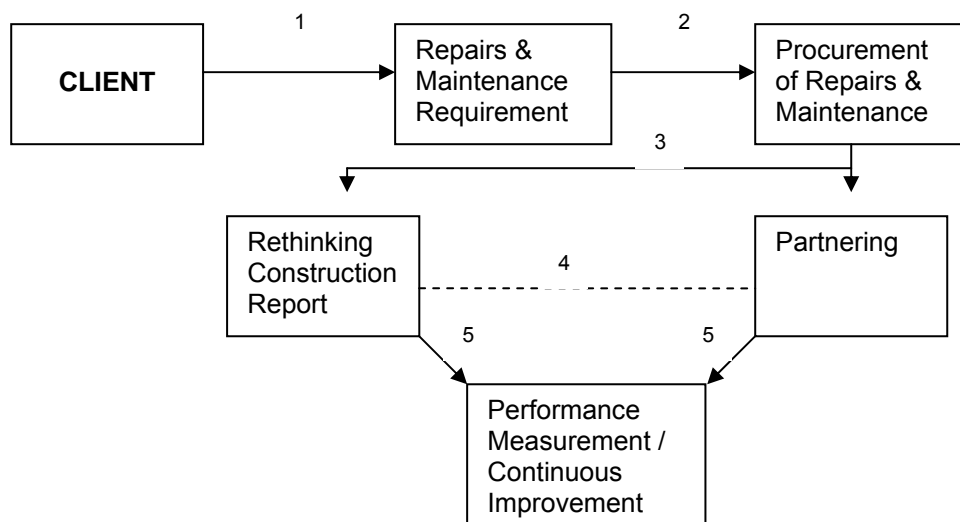 1
2
CLIENT
Repairs &
Maintenance
Requirement
Procurement
of Repairs &
Maintenance
3
Rethinking
Construction
Report
4
Partnering
5
5
Performance
Measurement /
Continuous
Improvement